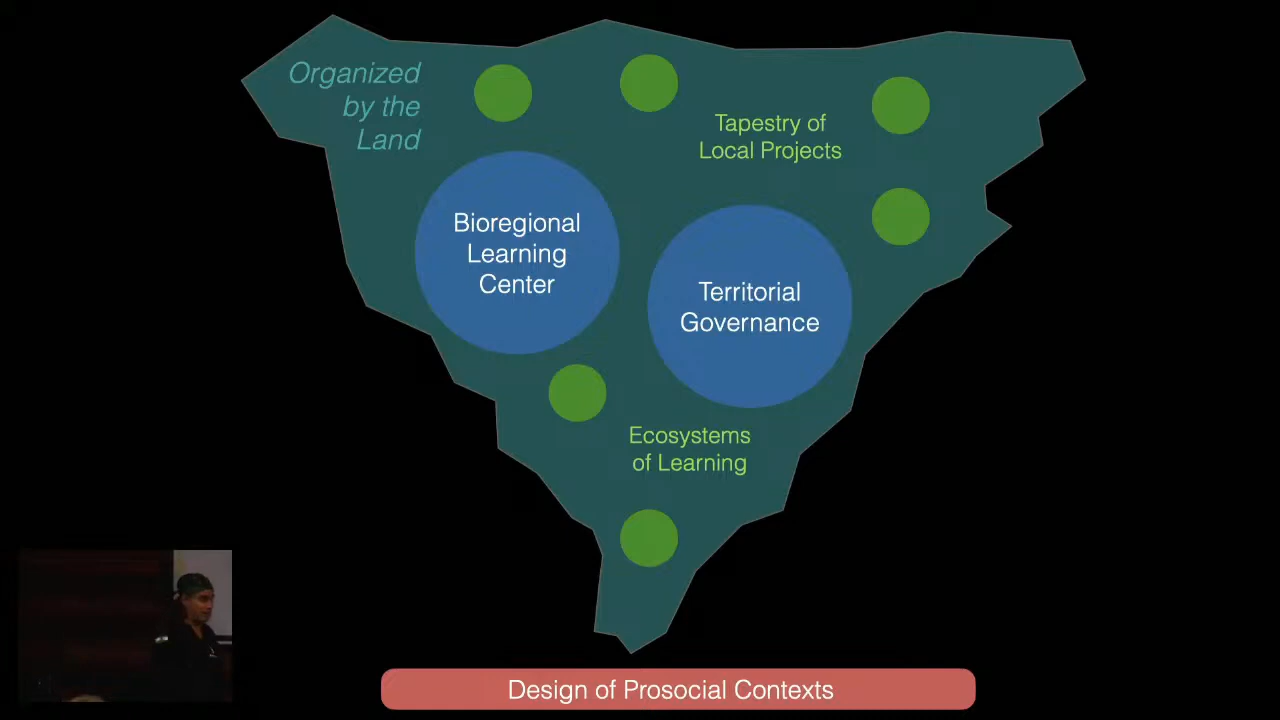 Organized
by the
Land
Tapestry of
Local Projects
Bioregional
Learning
Center
Territorial
Governance
Ecosystems
of Learning
Design of Prosocial Contexts